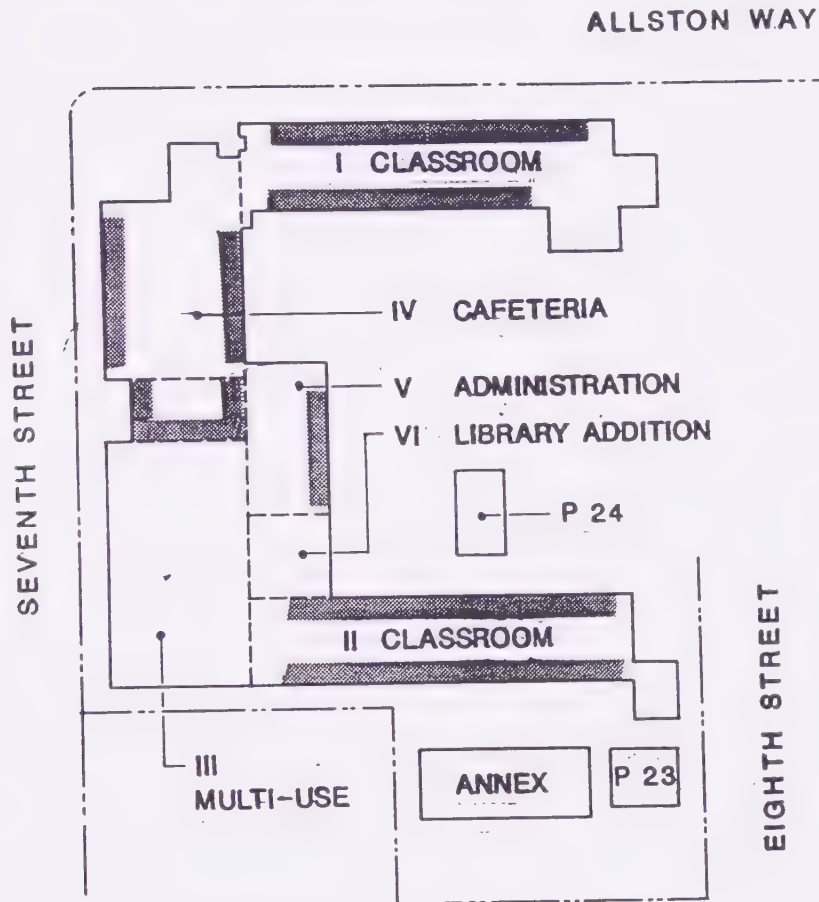 ALLSTON WAY
I CLASSROOM
IV CAFETERIA
V ADMINISTRATION
VI LIBRARY ADDITION
P 24
SEVENTH STREET
II CLASSROOM
III
MULTI-USE
ANNEX
P 23
EIGHTH STREET